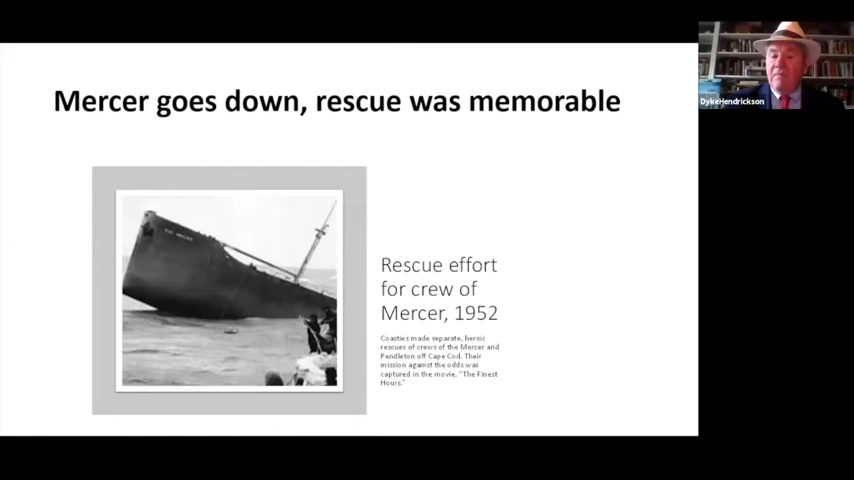 Mercer goes down, rescue was memorable
DykeHendrickson
Rescue effort
for crew of
Mercer, 1952
Coasties made separate, heroic
rescues of crews of the Mercer and
Pendleton off Cape Cod. Their
mission against the odds was
captured in the movie, "The Finest
Hours."